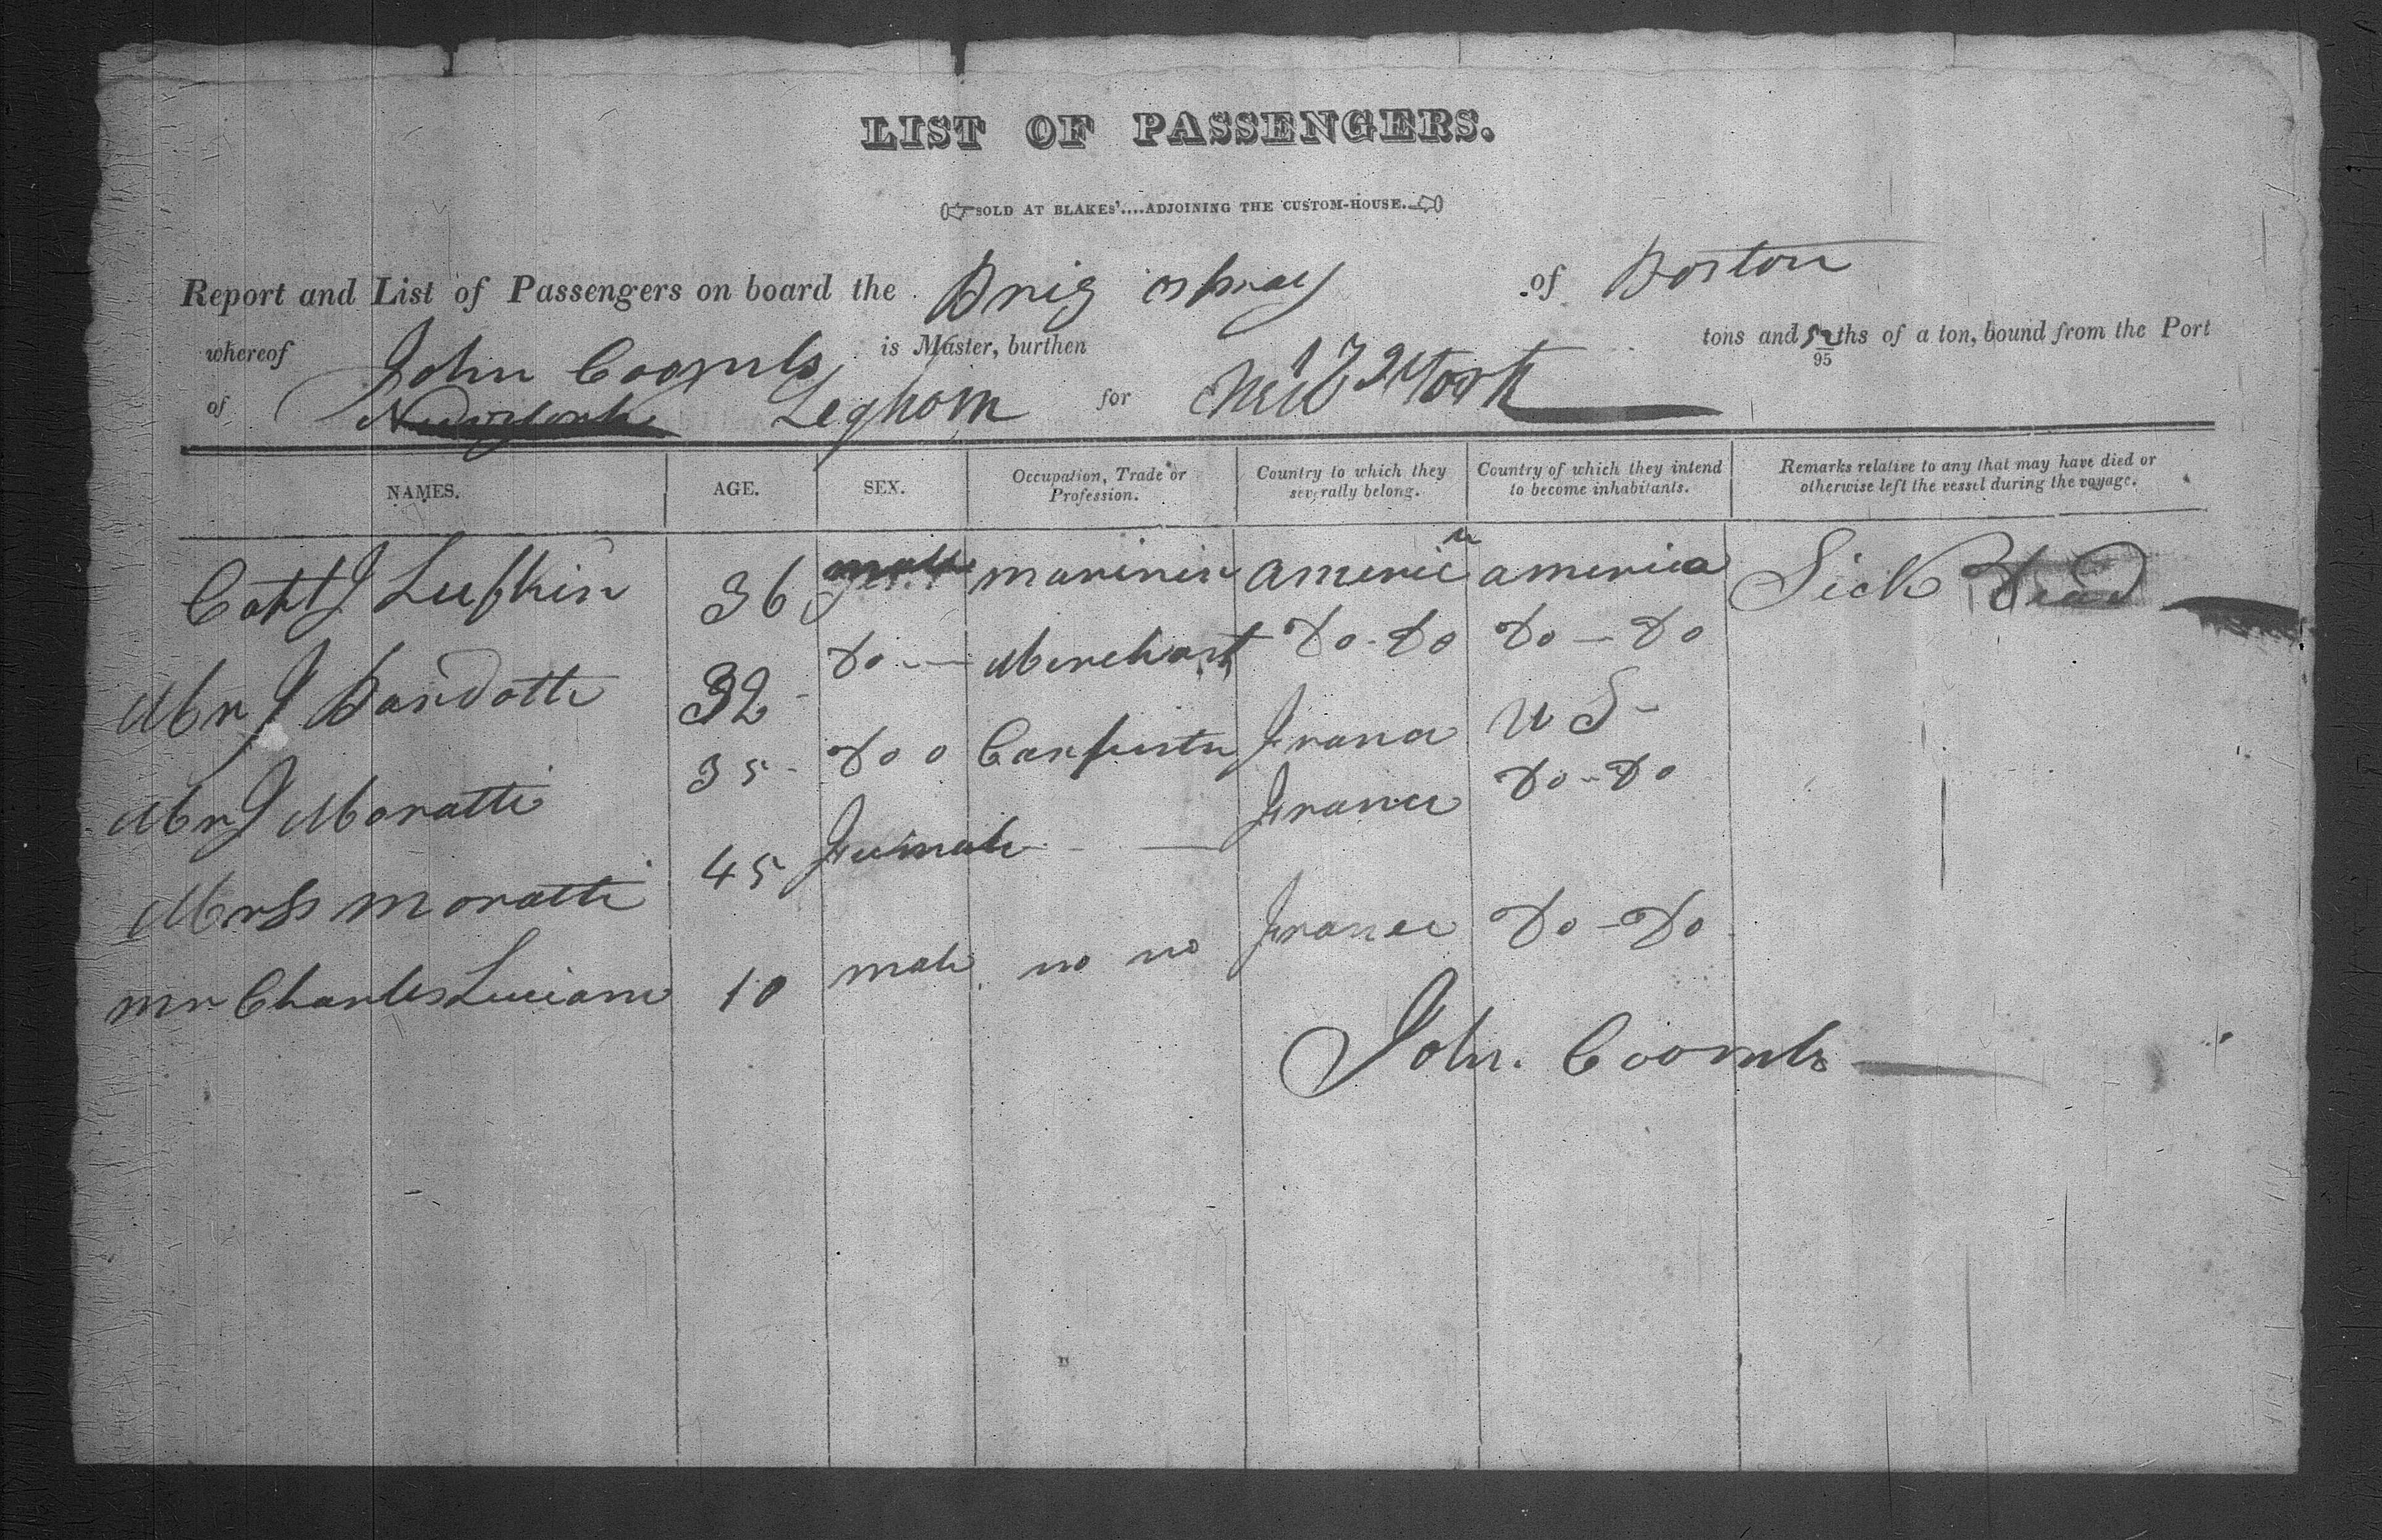 LIST OF PASSENGERS.
SOLD AT BLAKES'....ADJOINING THE CUSTOM-HOUSE.
Report and List of Passengers on board the Brig of Boston
whereof John Coombs is Master, burthen 172 tons and 52/95ths of a ton, bound from the Port
of Newyork Leghorn for New York
NAMES. AGE. SEX. Occupation, Trade or Profession. Country to which they severally belong. Country of which they intend to become inhabitants. Remarks relative to any that may have died or otherwise left the vessel during the voyage.
Capt J Lufkin 36 male mariner America america Sick
Mr J 32 Do Merchant Do - Do Do - Do
Mr J Moratti 35 Do Carpenter France U S
Mrss Moratti 45 France Do - Do
mr Charles 10 male no no France Do - Do
John. Coombs